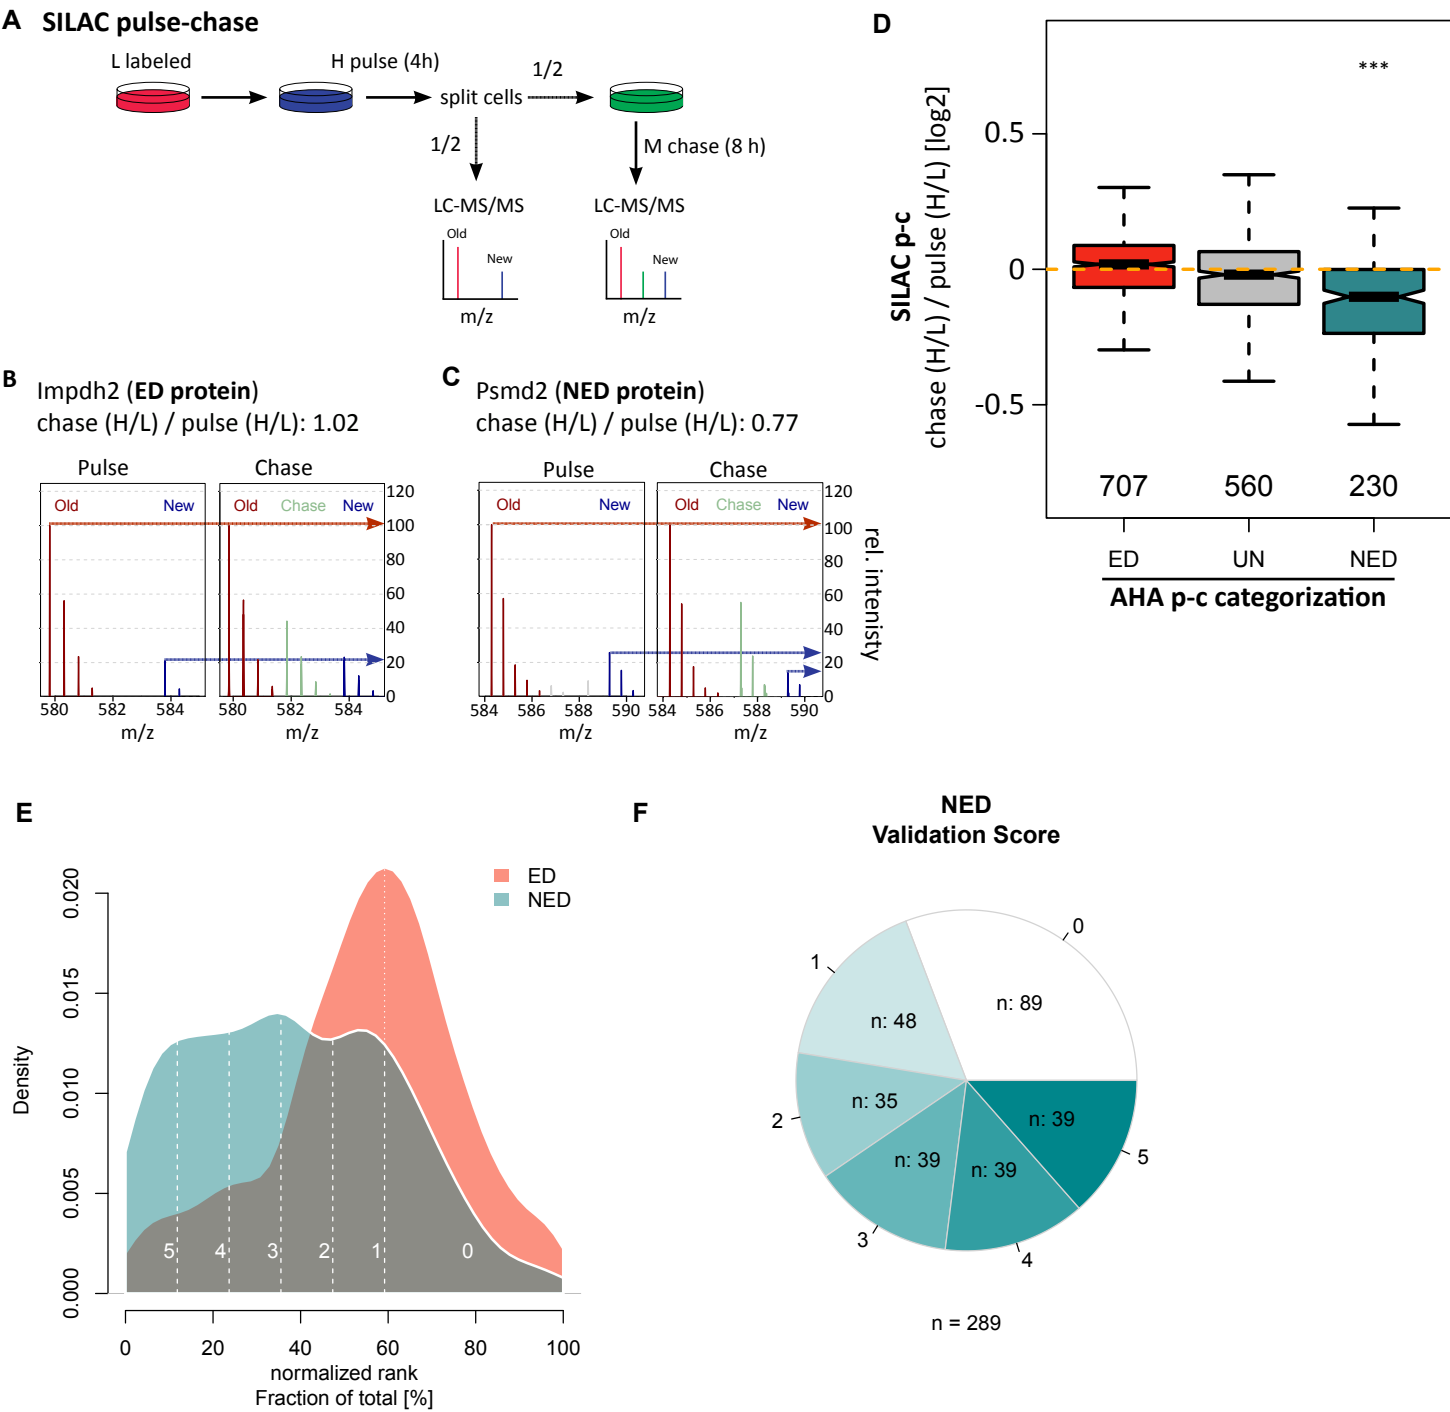 A SILAC pulse-chase
L labeled
H pulse (4h)
split cells
1/2
1/2
M chase (8 h)
LC-MS/MS
LC-MS/MS
Old
New
m/z
Old
New
m/z
B Impdh2 (ED protein)
chase (H/L) / pulse (H/L): 1.02
Pulse
Chase
Old
New
Old
Chase
New
120
100
80
60
40
20
0
580
582
584
580
582
584
m/z
m/z
C Psmd2 (NED protein)
chase (H/L) / pulse (H/L): 0.77
Pulse
Chase
Old
New
Old
Chase
New
120
100
80
60
40
20
0
rel. intenisty
584
586
588
590
584
586
588
590
m/z
m/z
D
SILAC p-c
chase (H/L) / pulse (H/L) [log2]
0.5
0
-0.5
***
707
560
230
ED
UN
NED
AHA p-c categorization
E
ED
NED
Density
0.020
0.015
0.010
0.005
0.000
5
4
3
2
1
0
0
20
40
60
80
100
normalized rank
Fraction of total [%]
F
NED
Validation Score
0
n: 89
1
n: 48
2
n: 35
3
n: 39
4
n: 39
5
n: 39
n = 289